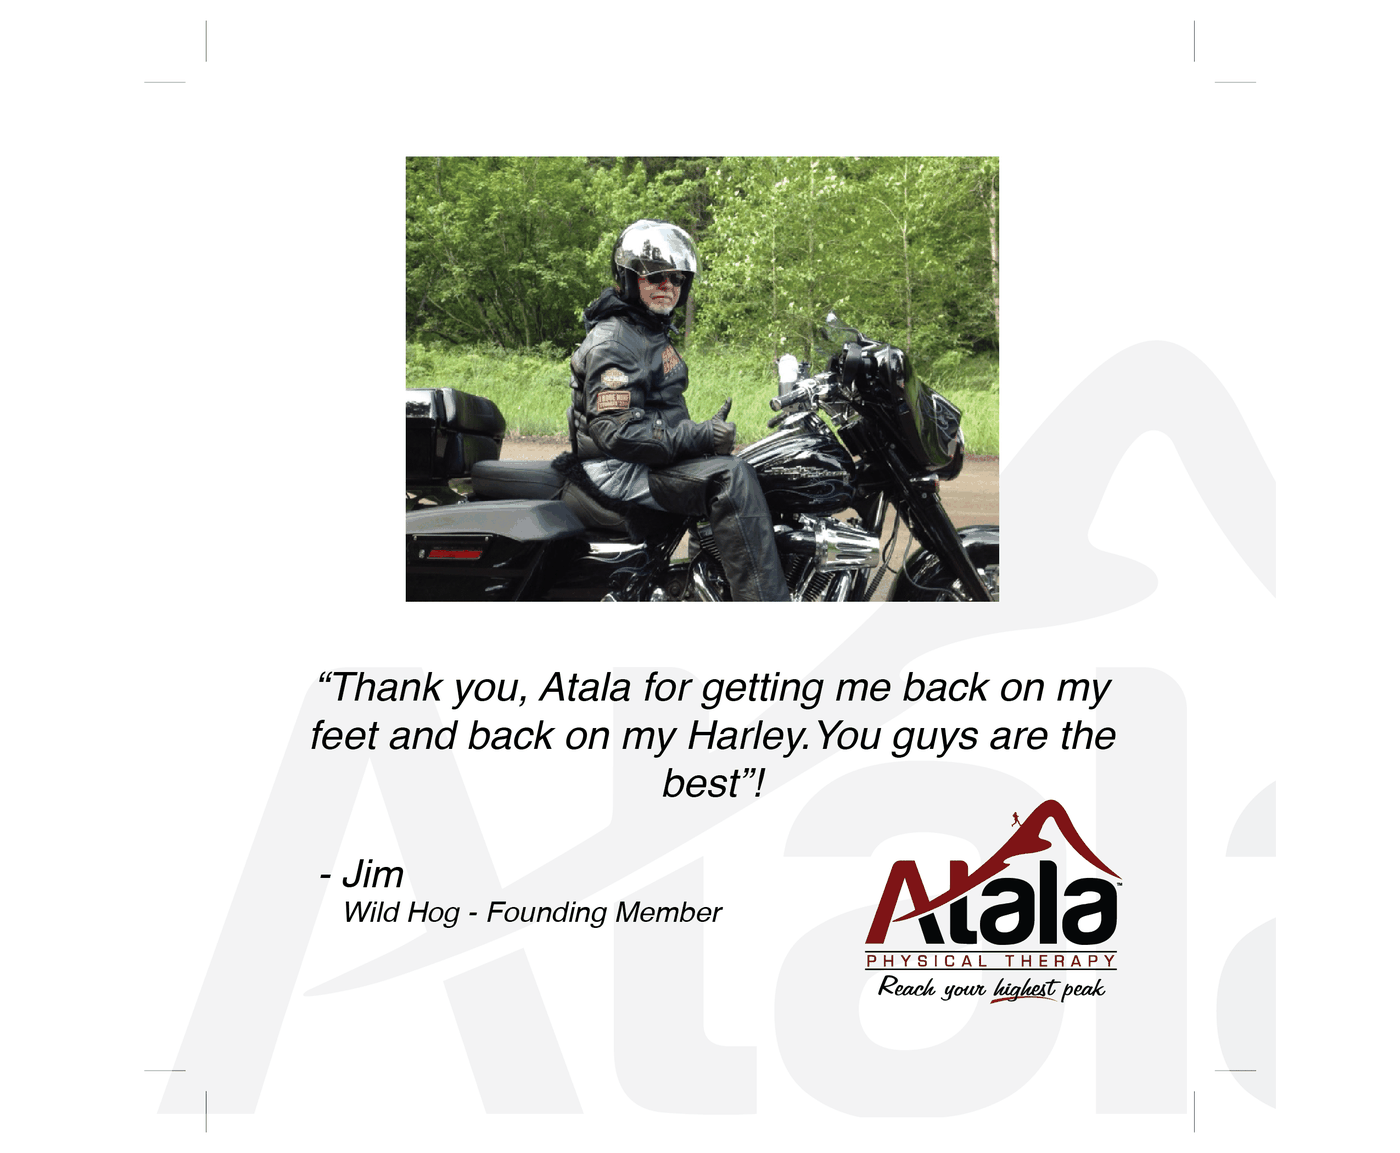 “Thank you, Atala for getting me back on my
feet and back on my Harley.You guys are the
best”!
- Jim
Wild Hog - Founding Member
Atala™
PHYSICAL THERAPY
Reach your highest peak
Atala